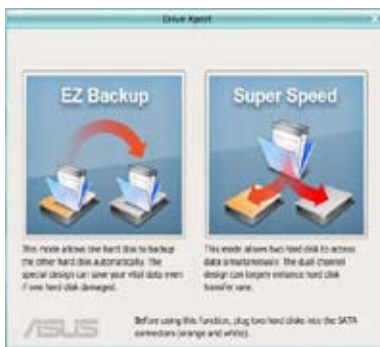 Drive Xpert
EZ Backup
Super Speed
This mode allows one hard disk to backup
the other hard disk automatically. The
special design can save your vital data even
if one hard disk damaged.
This mode allows two hard disk to access
data simultaneously. The dual channel
design can largely enhance hard disk
transfer rate.
ASUS
Before using this function, plug two hard disks into the SATA
connectors (orange and white).